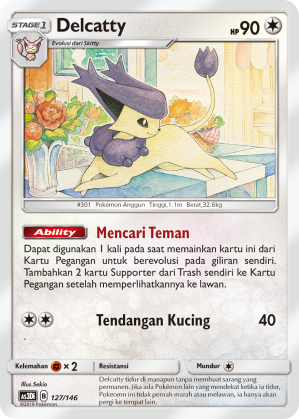 STAGE 1
Delcatty
HP 90
Evolusi dari Skitty
#301 Pokémon Anggun Tinggi,1.1m Berat,32.6kg
Ability Mencari Teman
Dapat digunakan 1 kali pada saat memainkan kartu ini dari
Kartu Pegangan untuk berevolusi pada giliran sendiri.
Tambahkan 2 kartu Supporter dari Trash sendiri ke Kartu
Pegangan setelah memperlihatkannya ke lawan.
Tendangan Kucing 40
Kelemahan × 2 Resistansi Mundur
Illus.Sekio
AS3D D 127/146
©2019 Pokémon
Delcatty tidur di manapun tanpa membuat sarang yang
permanen. Jika ada Pokémon lain yang mendekatinya ketika ia tidur,
Pokémon ini tidak pernah marah atau melawan, ia hanya akan
pergi ke tempat lain.